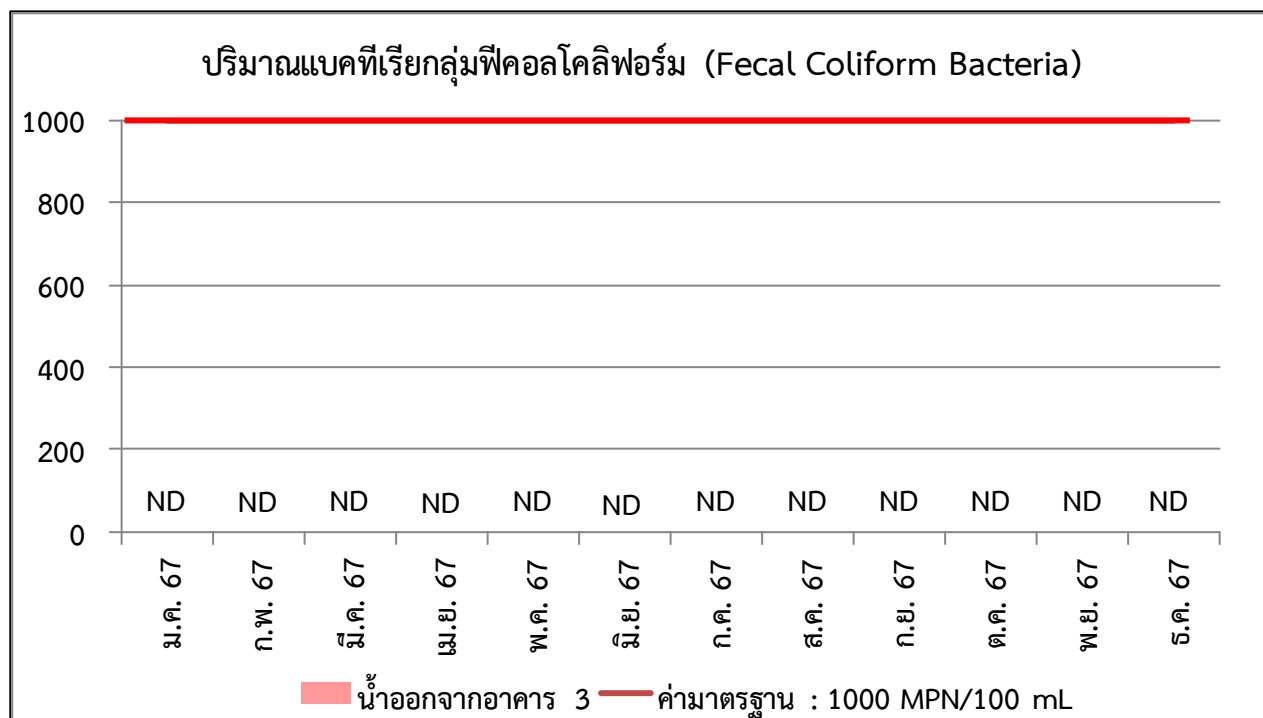 ปริมาณแบคทีเรียกลุ่มฟีคอลโคลิฟอร์ม (Fecal Coliform Bacteria)
1000
800
600
400
200
0
ND ND ND ND ND ND ND ND ND ND ND ND
ม.ค. 67 ก.พ. 67 มี.ค. 67 เม.ย. 67 พ.ค. 67 มิ.ย. 67 ก.ค. 67 ส.ค. 67 ก.ย. 67 ต.ค. 67 พ.ย. 67 ธ.ค. 67
น้ำออกจากอาคาร 3 ค่ามาตรฐาน : 1000 MPN/100 mL